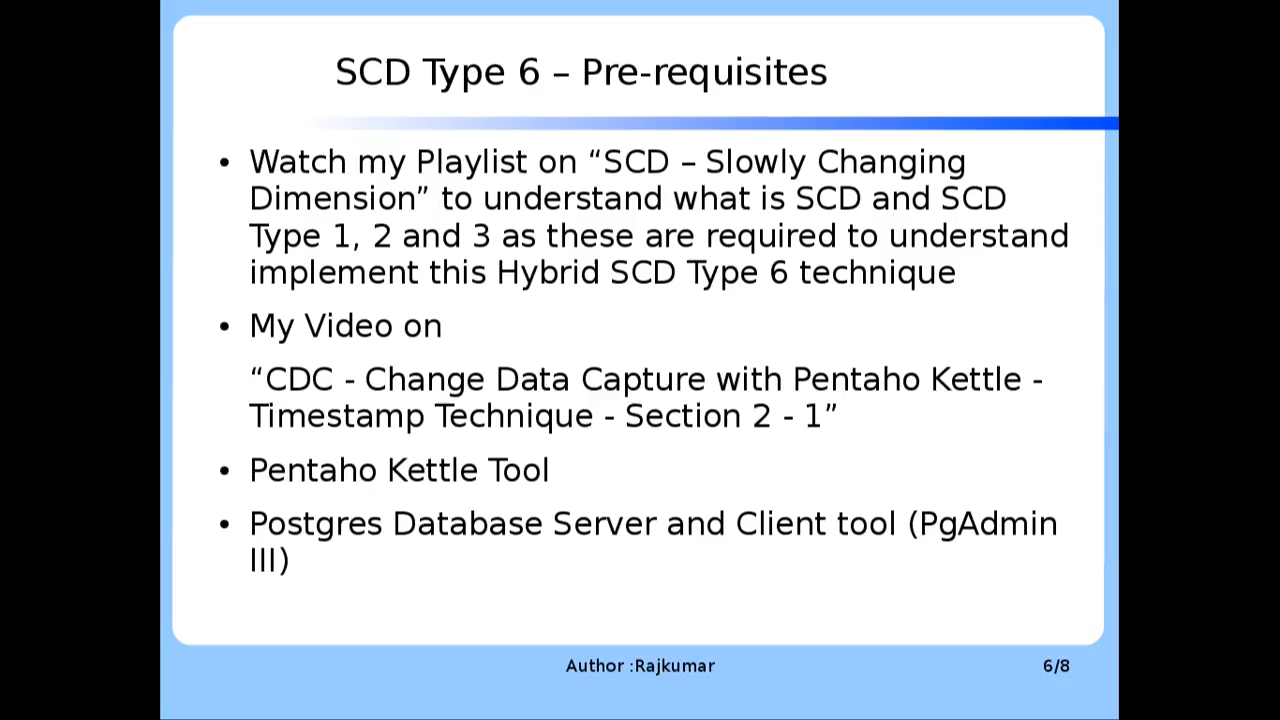 SCD Type 6 – Pre-requisites
• Watch my Playlist on “SCD – Slowly Changing
Dimension” to understand what is SCD and SCD
Type 1, 2 and 3 as these are required to understand
implement this Hybrid SCD Type 6 technique
• My Video on
“CDC - Change Data Capture with Pentaho Kettle -
Timestamp Technique - Section 2 - 1”
• Pentaho Kettle Tool
• Postgres Database Server and Client tool (PgAdmin
III)
Author :Rajkumar
6/8